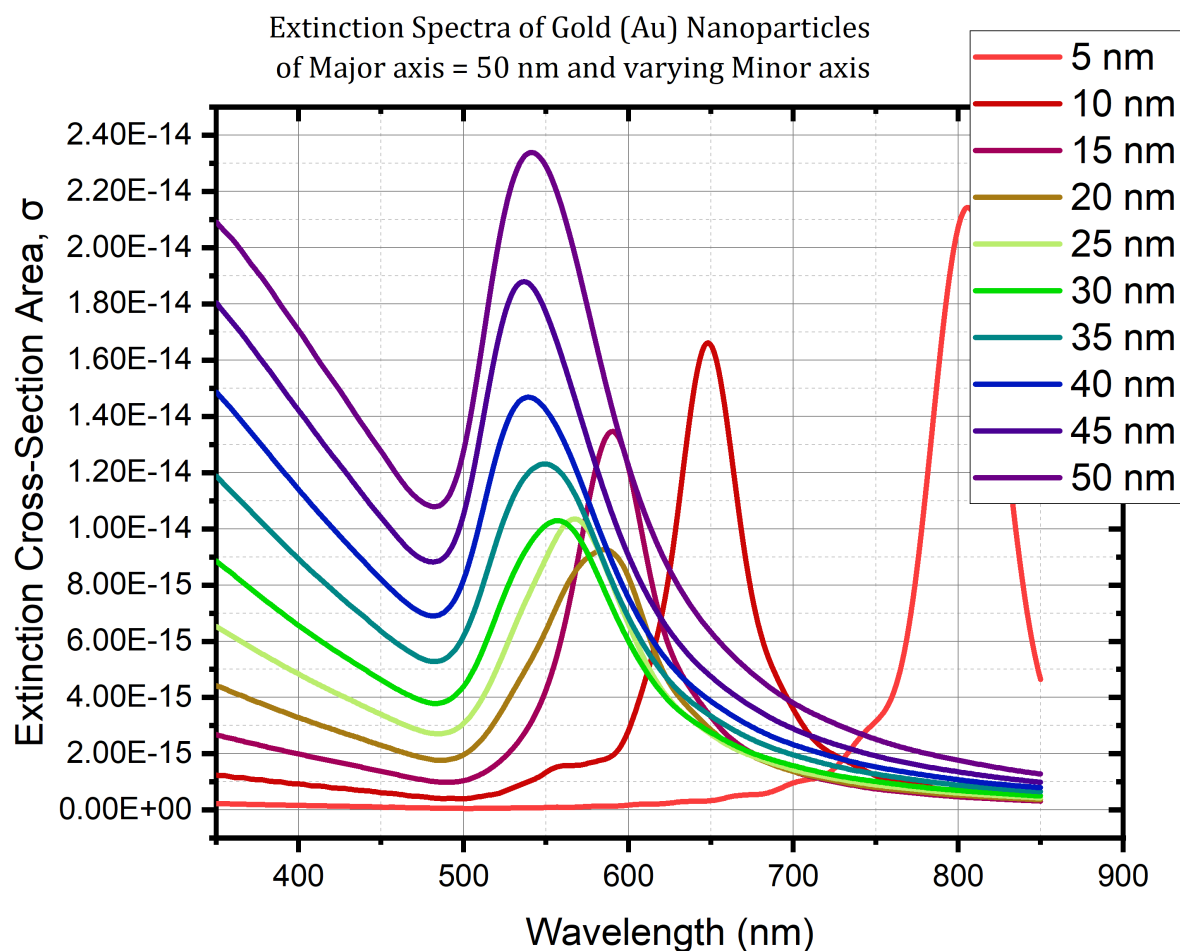 Extinction Spectra of Gold (Au) Nanoparticles
of Major axis = 50 nm and varying Minor axis
5 nm
10 nm
15 nm
20 nm
25 nm
30 nm
35 nm
40 nm
45 nm
50 nm
Extinction Cross-Section Area, σ
2.40E-14
2.20E-14
2.00E-14
1.80E-14
1.60E-14
1.40E-14
1.20E-14
1.00E-14
8.00E-15
6.00E-15
4.00E-15
2.00E-15
0.00E+00
400 500 600 700 800 900
Wavelength (nm)